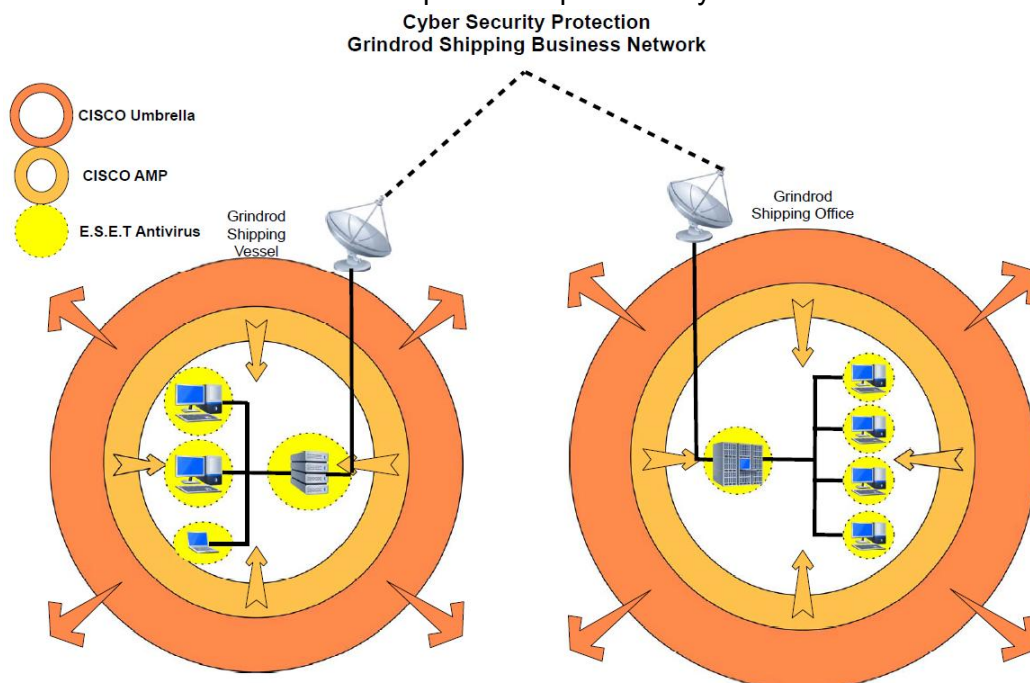 Cyber Security Protection
Grindrod Shipping Business Network
CISCO Umbrella
CISCO AMP
E.S.E.T Antivirus
Grindrod
Shipping
Vessel
Grindrod
Shipping Office